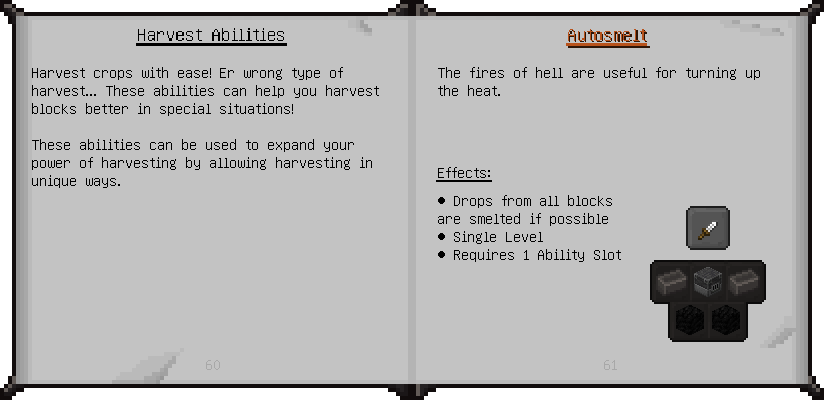 Harvest Abilities
Harvest crops with ease! Er wrong type of
harvest... These abilities can help you harvest
blocks better in special situations!
These abilities can be used to expand your
power of harvesting by allowing harvesting in
unique ways.
60
Autosmelt
The fires of hell are useful for turning up
the heat.
Effects:
● Drops from all blocks
are smelted if possible
● Single Level
● Requires 1 Ability Slot
61